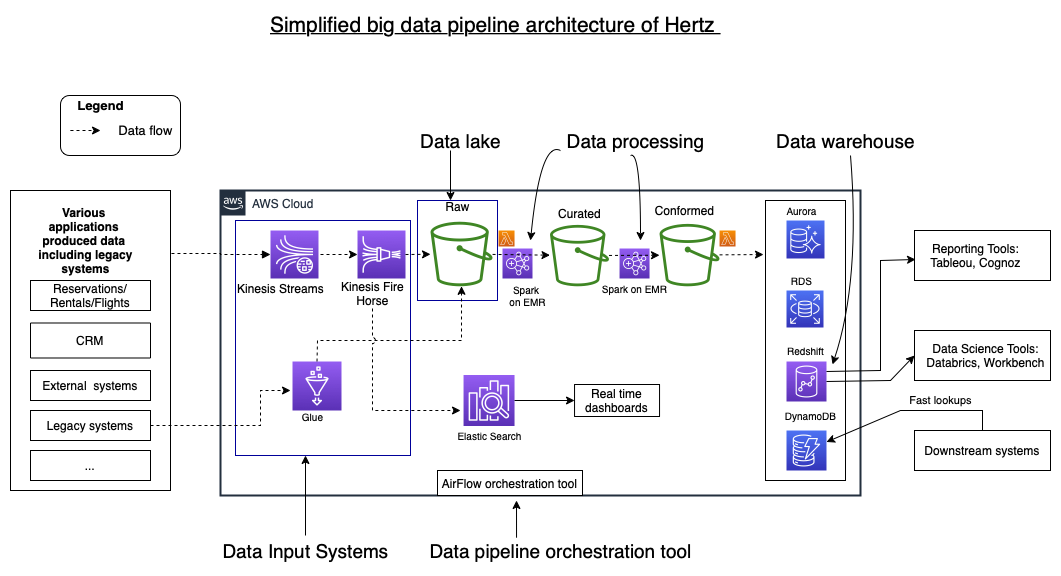 Simplified big data pipeline architecture of Hertz
Legend
Data flow
Data lake
Data processing
Data warehouse
Various
applications
produced data
including legacy
systems
Reservations/
Rentals/Flights
CRM
External systems
Legacy systems
...
aws
AWS Cloud
Kinesis Streams
Kinesis Fire
Horse
Glue
Raw
Spark
on EMR
Curated
Spark on EMR
Conformed
Elastic Search
Real time
dashboards
Aurora
RDS
Redshift
DynamoDB
Reporting Tools:
Tableou, Cognoz
Data Science Tools:
Databrics, Workbench
Fast lookups
Downstream systems
AirFlow orchestration tool
Data Input Systems
Data pipeline orchestration tool